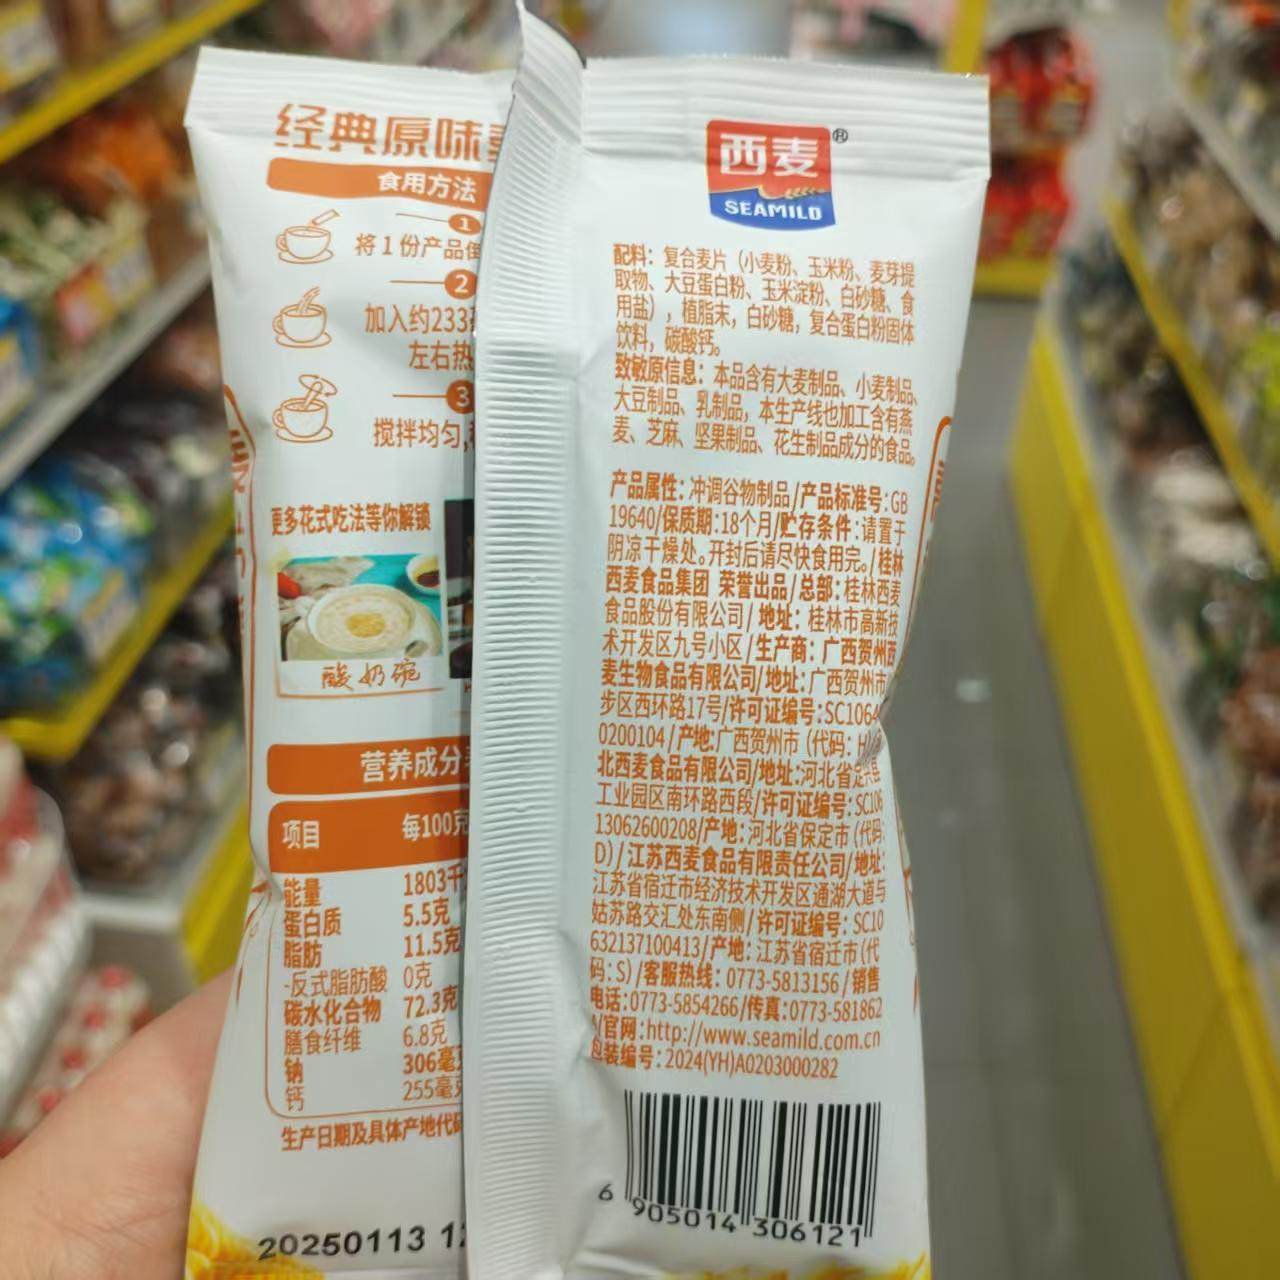 经典原味
食用方法
1
将1份产品
2
加入约233
左右热
3
搅拌均匀,
更多花式吃法等你解锁
酸奶碗
营养成分
项目 每100克
能量 1803千
蛋白质 5.5克
脂肪 11.5克
-反式脂肪酸 0克
碳水化合物 72.3克
膳食纤维 6.8克
钠 306毫克
钙 255毫克
生产日期及具体产地代码
20250113
西麦®
SEAMILD
配料：复合麦片（小麦粉、玉米粉、麦芽提
取物、大豆蛋白粉、玉米淀粉、白砂糖、食
用盐），植脂末，白砂糖，复合蛋白粉固体
饮料，碳酸钙。
致敏原信息：本品含有大麦制品、小麦制品、
大豆制品、乳制品，本生产线也加工含有燕
麦、芝麻、坚果制品、花生制品成分的食品。
产品属性：冲调谷物制品/产品标准号：GB
19640/保质期：18个月/贮存条件：请置于
阴凉干燥处。开封后请尽快食用完。/桂林
西麦食品集团 荣誉出品/总部：桂林西麦
食品股份有限公司/地址：桂林市高新技
术开发区九号小区/生产商：广西贺州西
麦生物食品有限公司/地址：广西贺州市
步区西环路17号/许可证编号：SC1064
0200104/产地：广西贺州市（代码：H
北西麦食品有限公司/地址：河北省定兴县
工业园区南环路西段/许可证编号：SC106
13062600208/产地：河北省保定市（代码：
D）/江苏西麦食品有限责任公司/地址：
江苏省宿迁市经济技术开发区通湖大道与
姑苏路交汇处东南侧/许可证编号：SC10
632137100413/产地：江苏省宿迁市（代
码：S）/客服热线：0773-5813156/销售
电话：0773-5854266/传真：0773-581862
/官网：http://www.seamild.com.cn
包装编号：2024(YH)A0203000282
6 905014 306121